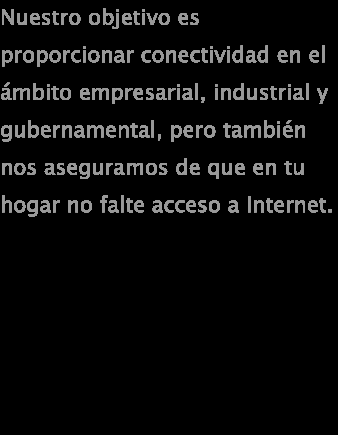 Nuestro objetivo es
proporcionar conectividad en el
ámbito empresarial, industrial y
gubernamental, pero también
nos aseguramos de que en tu
hogar no falte acceso a Internet.